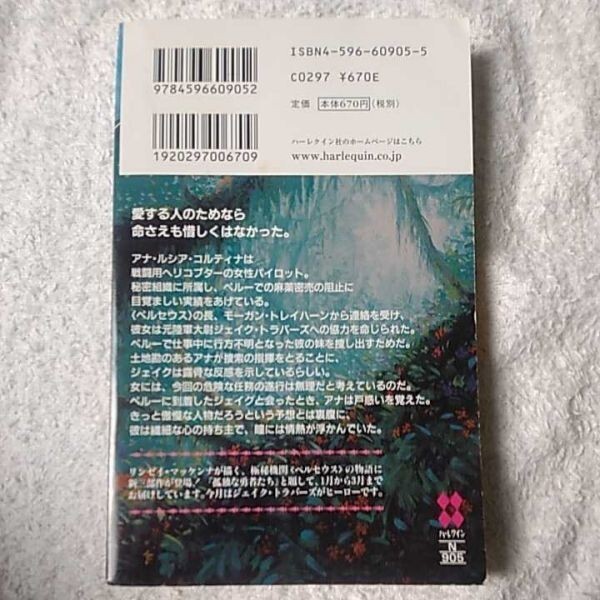 ISBN4-596-60905-5
C0297 ¥670E
定価 本体670円(税別)
9784596609052
1920297006709
ハーレクイン社のホームページはこちら
www.harlequin.co.jp
愛する人のためなら
命さえも惜しくはなかった。
アナ・ルシア・コルティナは
戦闘用ヘリコプターの女性パイロット。
秘密組織に所属し、ペルーでの麻薬密売の阻止に
目覚ましい実績をあげている。
〈ペルセウス〉の長、モーガン・トレイハーンから連絡を受け、
彼女は元陸軍大尉ジェイク・トラバーズへの協力を命じられた。
ペルーで仕事中に行方不明となった彼の妹を捜し出すためだ。
土地勘のあるアナが捜索の指揮をとることに、
ジェイクは露骨な反感を示しているらしい。
女には、今回の危険な任務の遂行は無理だと考えているのだ。
ペルーに到着したジェイクと会ったとき、アナは戸惑いを覚えた。
きっと傲慢な人物だろうという予想とは裏腹に、
彼は繊細な心の持ち主で、瞳には情熱が浮かんでいた。
リンゼイ・マッケンナが描く、極秘機関〈ペルセウス〉の物語に
新三部作が登場！『孤独な勇者たち』と題して、1月から3月まで
お届けしています。今月はジェイク・トラバーズがヒーローです。
ハーレクイン
N
905